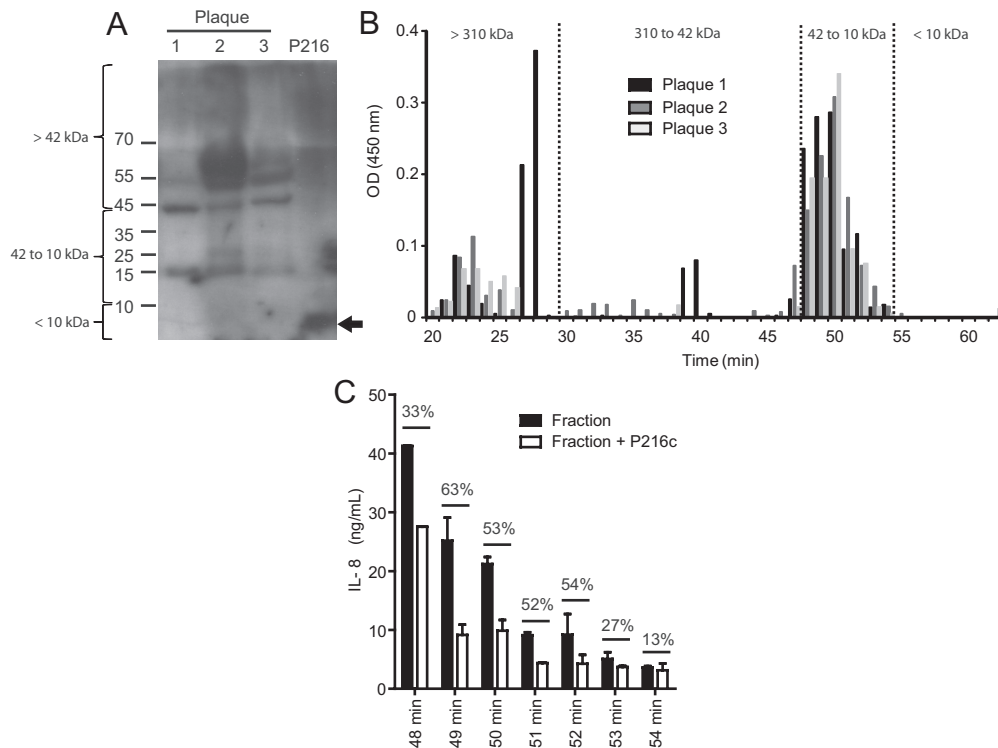 A
Plaque
1 2 3 P216
> 42 kDa
42 to 10 kDa
< 10 kDa
70
55
45
35
25
15
10
B
> 310 kDa
310 to 42 kDa
42 to 10 kDa
< 10 kDa
Plaque 1
Plaque 2
Plaque 3
OD (450 nm)
0.4
0.3
0.2
0.1
0
20 25 30 35 40 45 50 55 60
Time (min)
C
Fraction
Fraction + P216c
IL- 8 (ng/mL)
50
40
30
20
10
0
33%
63%
53%
52%
54%
27%
13%
48 min
49 min
50 min
51 min
52 min
53 min
54 min